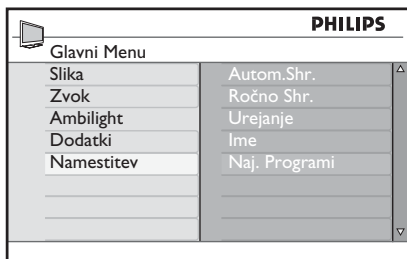 PHILIPS
Glavni Menu
Slika
Zvok
Ambilight
Dodatki
Namestitev
Autom.Shr.
Ročno Shr.
Urejanje
Ime
Naj. Programi